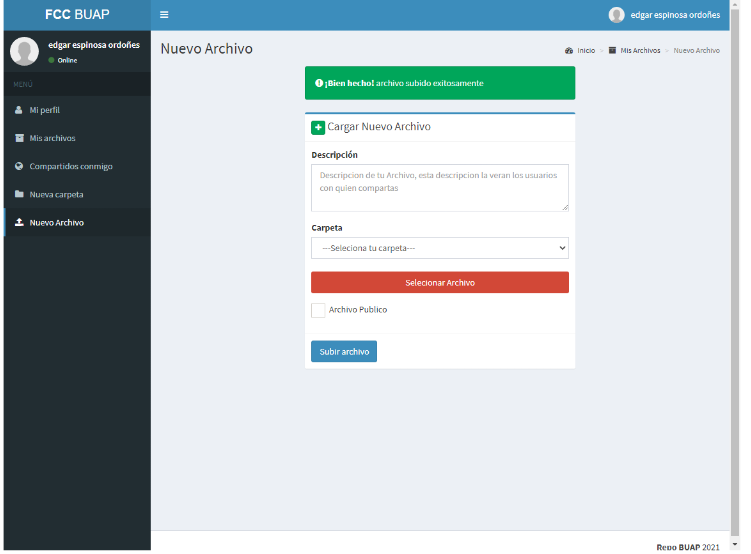 FCC BUAP
edgar espinosa ordoñes
edgar espinosa ordoñes
Online
MENÚ
Mi perfil
Mis archivos
Compartidos conmigo
Nueva carpeta
Nuevo Archivo
Nuevo Archivo
Inicio > Mis Archivos > Nuevo Archivo
¡Bien hecho! archivo subido exitosamente
Cargar Nuevo Archivo
Descripción
Descripcion de tu Archivo, esta descripcion la veran los usuarios
con quien compartas
Carpeta
---Seleciona tu carpeta---
Selecionar Archivo
Archivo Publico
Subir archivo
Repo BUAP 2021